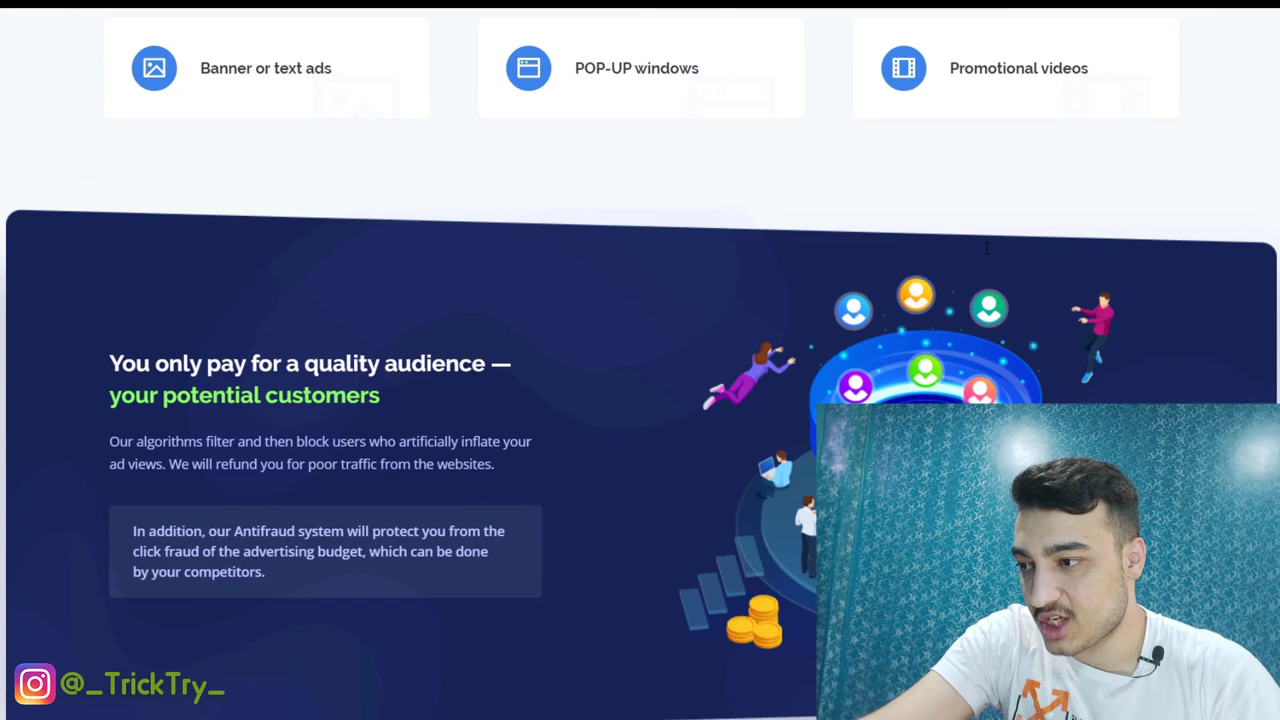 Banner or text ads
POP-UP windows
Promotional videos
You only pay for a quality audience —
your potential customers
Our algorithms filter and then block users who artificially inflate your
ad views. We will refund you for poor traffic from the websites.
In addition, our Antifraud system will protect you from the
click fraud of the advertising budget, which can be done
by your competitors.
@_TrickTry_